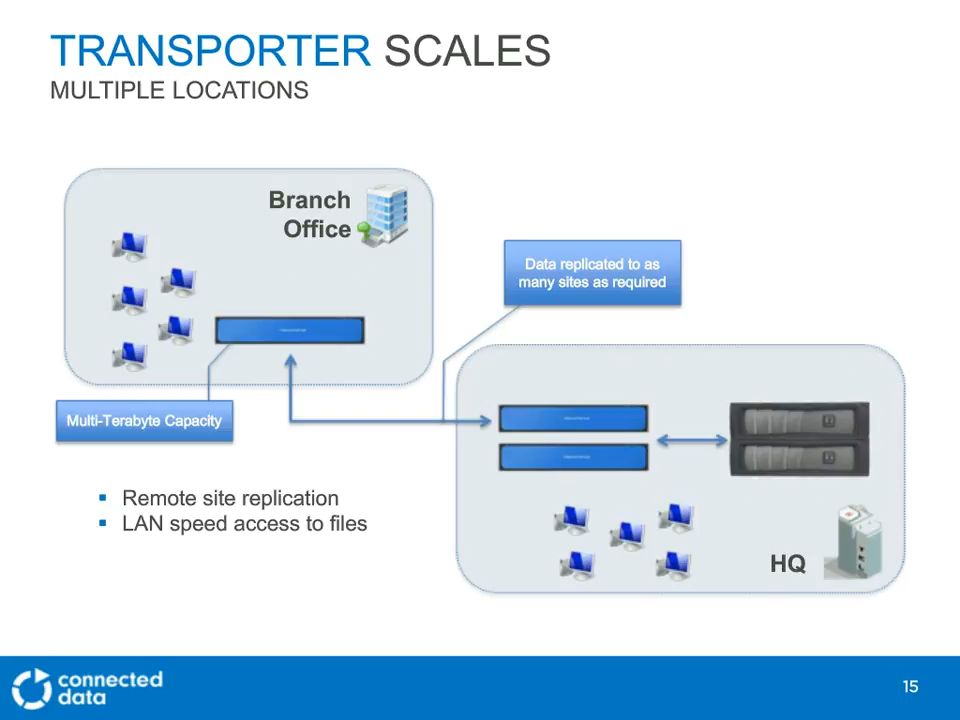 TRANSPORTER SCALES
MULTIPLE LOCATIONS
Branch
Office
Data replicated to as
many sites as required
Multi-Terabyte Capacity
Remote site replication
LAN speed access to files
HQ
connected
data
15